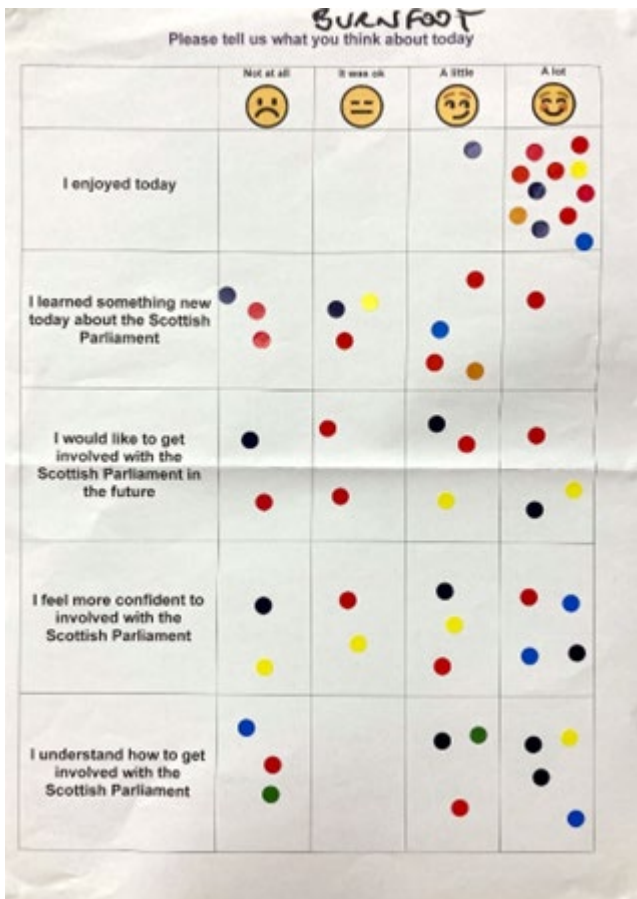 BURNFOOT
Please tell us what you think about today
Not at all
It was ok
A little
A lot
I enjoyed today
I learned something new
today about the Scottish
Parliament
I would like to get
involved with the
Scottish Parliament in
the future
I feel more confident to
involved with the
Scottish Parliament
I understand how to get
involved with the
Scottish Parliament